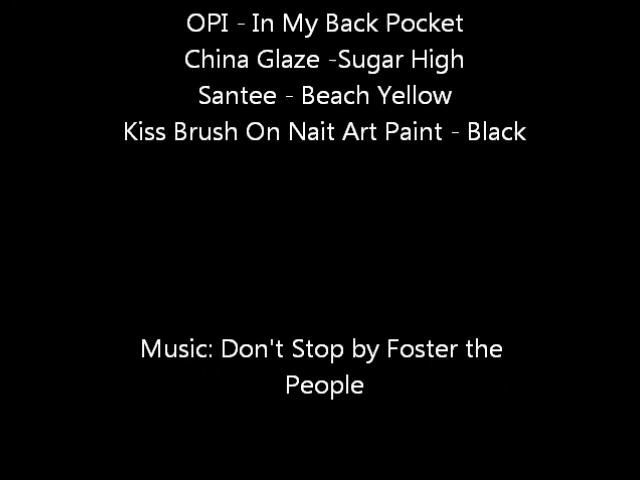 OPI - In My Back Pocket
China Glaze -Sugar High
Santee - Beach Yellow
Kiss Brush On Nait Art Paint - Black
Music: Don't Stop by Foster the
People